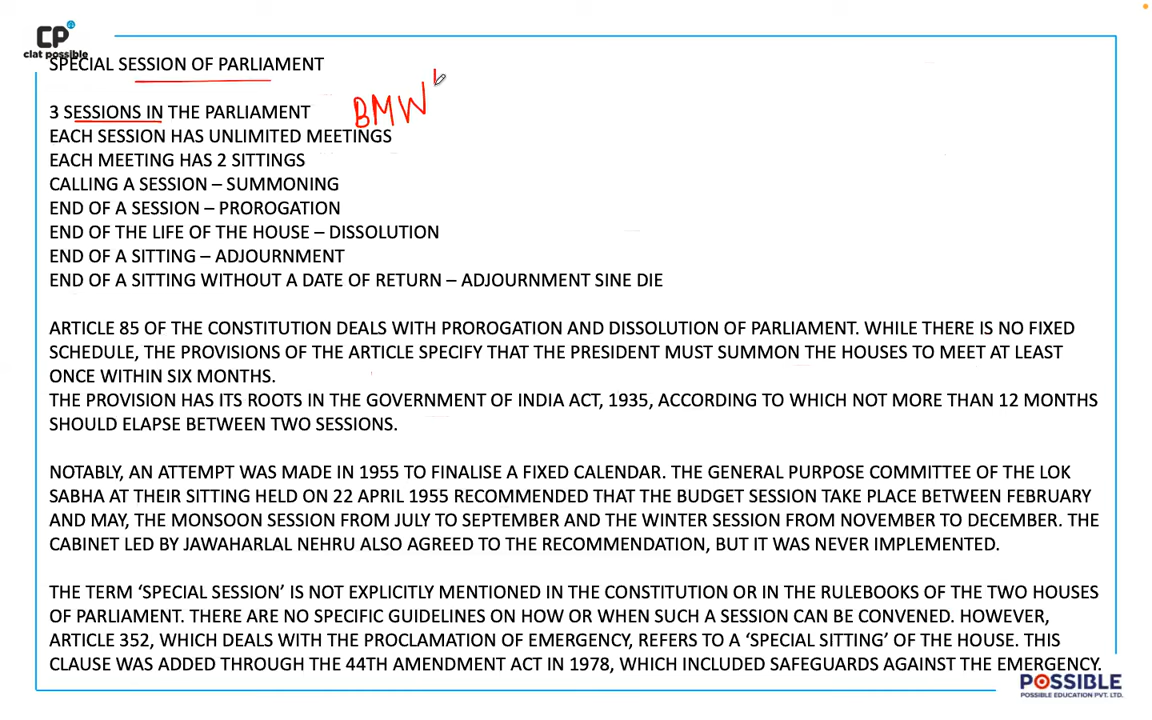 CP
clat possible
SPECIAL SESSION OF PARLIAMENT
3 SESSIONS IN THE PARLIAMENT
BMW
EACH SESSION HAS UNLIMITED MEETINGS
EACH MEETING HAS 2 SITTINGS
CALLING A SESSION – SUMMONING
END OF A SESSION – PROROGATION
END OF THE LIFE OF THE HOUSE – DISSOLUTION
END OF A SITTING – ADJOURNMENT
END OF A SITTING WITHOUT A DATE OF RETURN – ADJOURNMENT SINE DIE
ARTICLE 85 OF THE CONSTITUTION DEALS WITH PROROGATION AND DISSOLUTION OF PARLIAMENT. WHILE THERE IS NO FIXED
SCHEDULE, THE PROVISIONS OF THE ARTICLE SPECIFY THAT THE PRESIDENT MUST SUMMON THE HOUSES TO MEET AT LEAST
ONCE WITHIN SIX MONTHS.
THE PROVISION HAS ITS ROOTS IN THE GOVERNMENT OF INDIA ACT, 1935, ACCORDING TO WHICH NOT MORE THAN 12 MONTHS
SHOULD ELAPSE BETWEEN TWO SESSIONS.
NOTABLY, AN ATTEMPT WAS MADE IN 1955 TO FINALISE A FIXED CALENDAR. THE GENERAL PURPOSE COMMITTEE OF THE LOK
SABHA AT THEIR SITTING HELD ON 22 APRIL 1955 RECOMMENDED THAT THE BUDGET SESSION TAKE PLACE BETWEEN FEBRUARY
AND MAY, THE MONSOON SESSION FROM JULY TO SEPTEMBER AND THE WINTER SESSION FROM NOVEMBER TO DECEMBER. THE
CABINET LED BY JAWAHARLAL NEHRU ALSO AGREED TO THE RECOMMENDATION, BUT IT WAS NEVER IMPLEMENTED.
THE TERM ‘SPECIAL SESSION’ IS NOT EXPLICITLY MENTIONED IN THE CONSTITUTION OR IN THE RULEBOOKS OF THE TWO HOUSES
OF PARLIAMENT. THERE ARE NO SPECIFIC GUIDELINES ON HOW OR WHEN SUCH A SESSION CAN BE CONVENED. HOWEVER,
ARTICLE 352, WHICH DEALS WITH THE PROCLAMATION OF EMERGENCY, REFERS TO A ‘SPECIAL SITTING’ OF THE HOUSE. THIS
CLAUSE WAS ADDED THROUGH THE 44TH AMENDMENT ACT IN 1978, WHICH INCLUDED SAFEGUARDS AGAINST THE EMERGENCY.
POSSIBLE
POSSIBLE EDUCATION PVT. LTD.